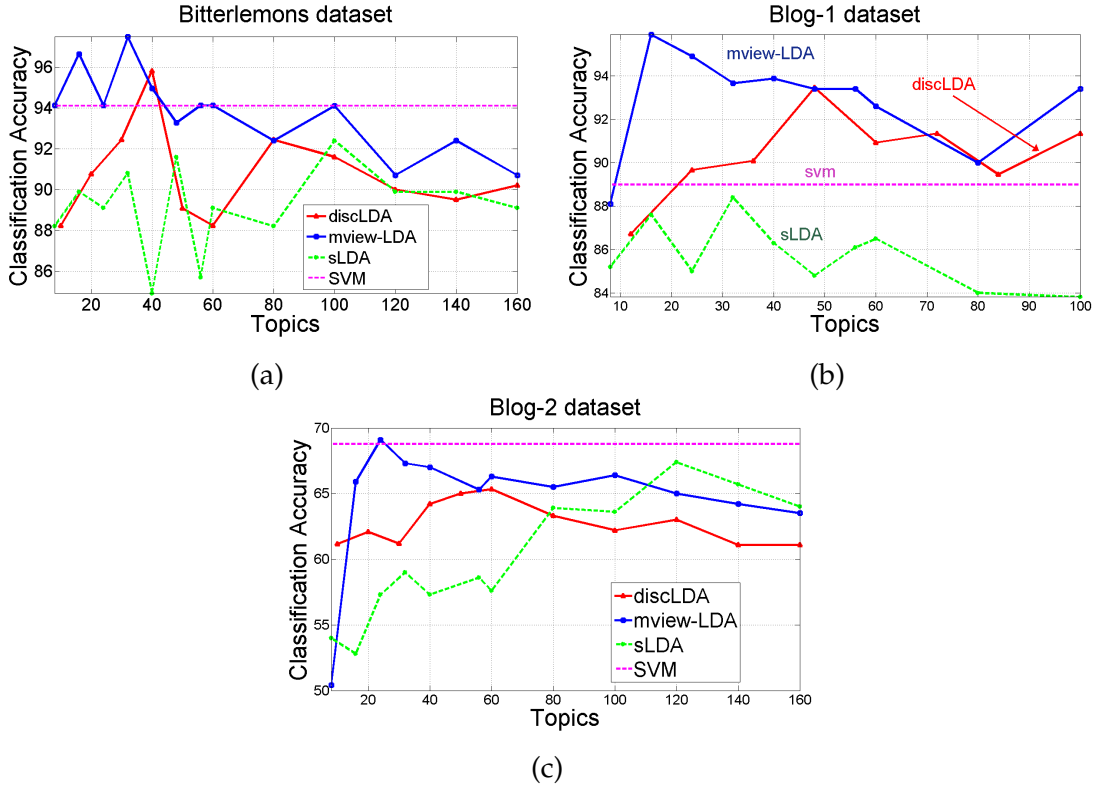 Bitterlemons dataset
Classification Accuracy
96
94
92
90
88
86
discLDA
mview-LDA
sLDA
SVM
20 40 60 80 100 120 140 160
Topics
(a)
Blog-1 dataset
Classification Accuracy
94
92
90
88
86
84
mview-LDA
discLDA
svm
sLDA
10 20 30 40 50 60 70 80 90 100
Topics
(b)
Blog-2 dataset
Classification Accuracy
70
65
60
55
50
discLDA
mview-LDA
sLDA
SVM
20 40 60 80 100 120 140 160
Topics
(c)